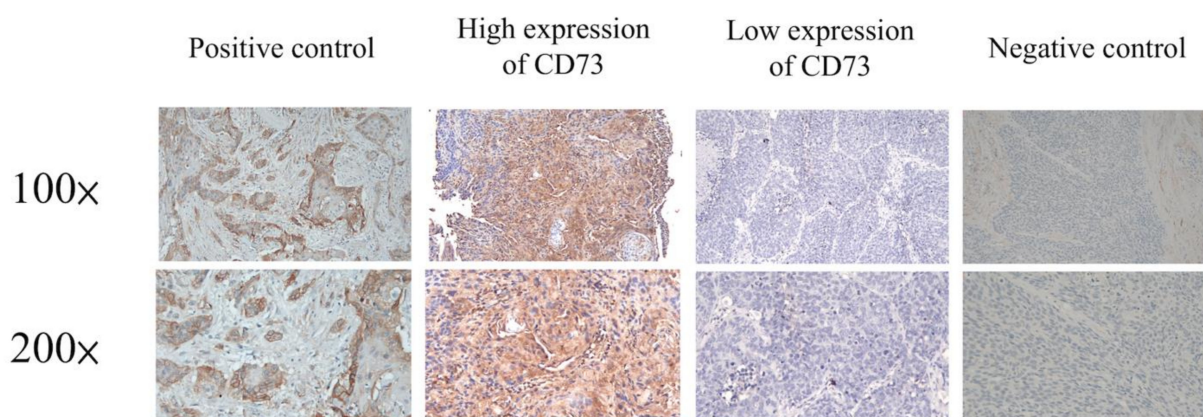 Positive control
High expression
of CD73
Low expression
of CD73
Negative control
100×
200×